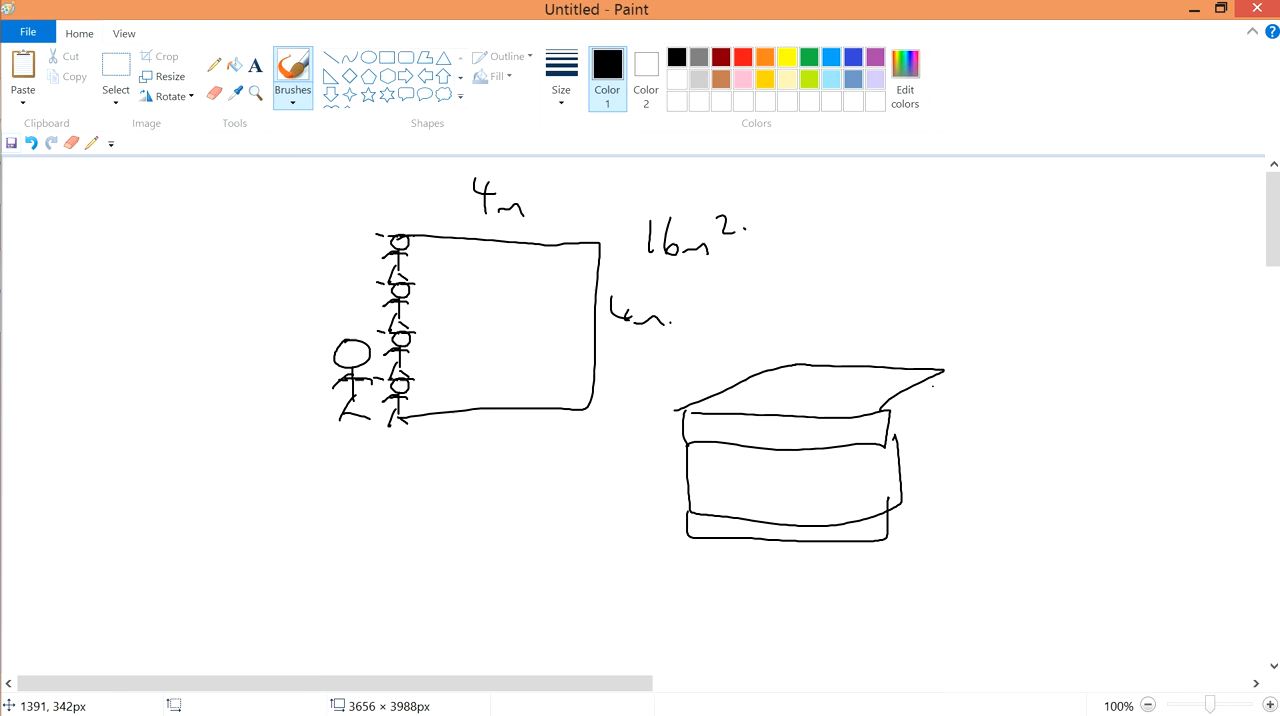 Untitled - Paint
File
Home
View
Cut
Copy
Paste
Clipboard
Crop
Resize
Rotate
Select
Image
Tools
Brushes
Outline
Fill
Shapes
Size
Color 1
Color 2
Edit colors
Colors
4m
16m².
4m.
1391, 342px
3656 × 3988px
100%